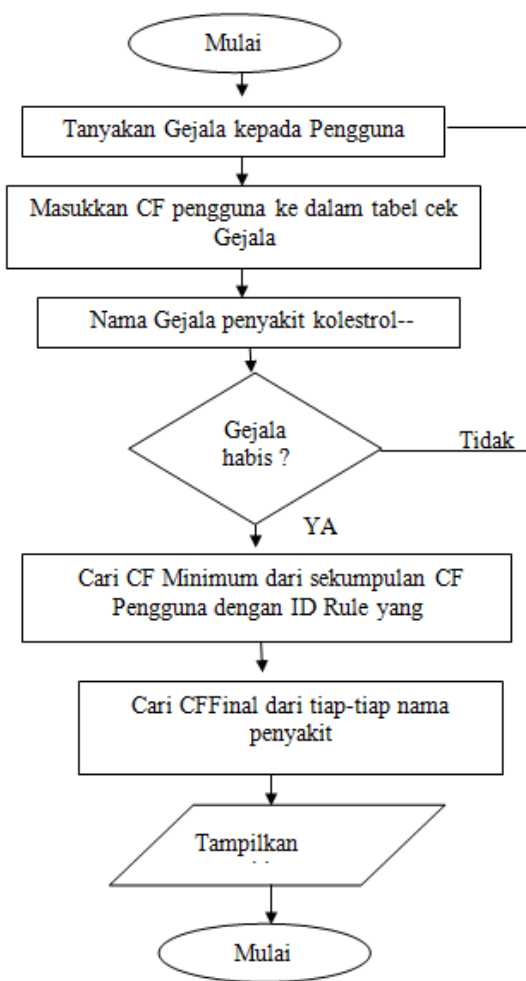 Mulai
Tanyakan Gejala kepada Pengguna
Masukkan CF pengguna ke dalam tabel cek
Gejala
Nama Gejala penyakit kolestrol--
Gejala
habis ?
Tidak
YA
Cari CF Minimum dari sekumpulan CF
Pengguna dengan ID Rule yang
Cari CFFinal dari tiap-tiap nama
penyakit
Tampilkan
Mulai